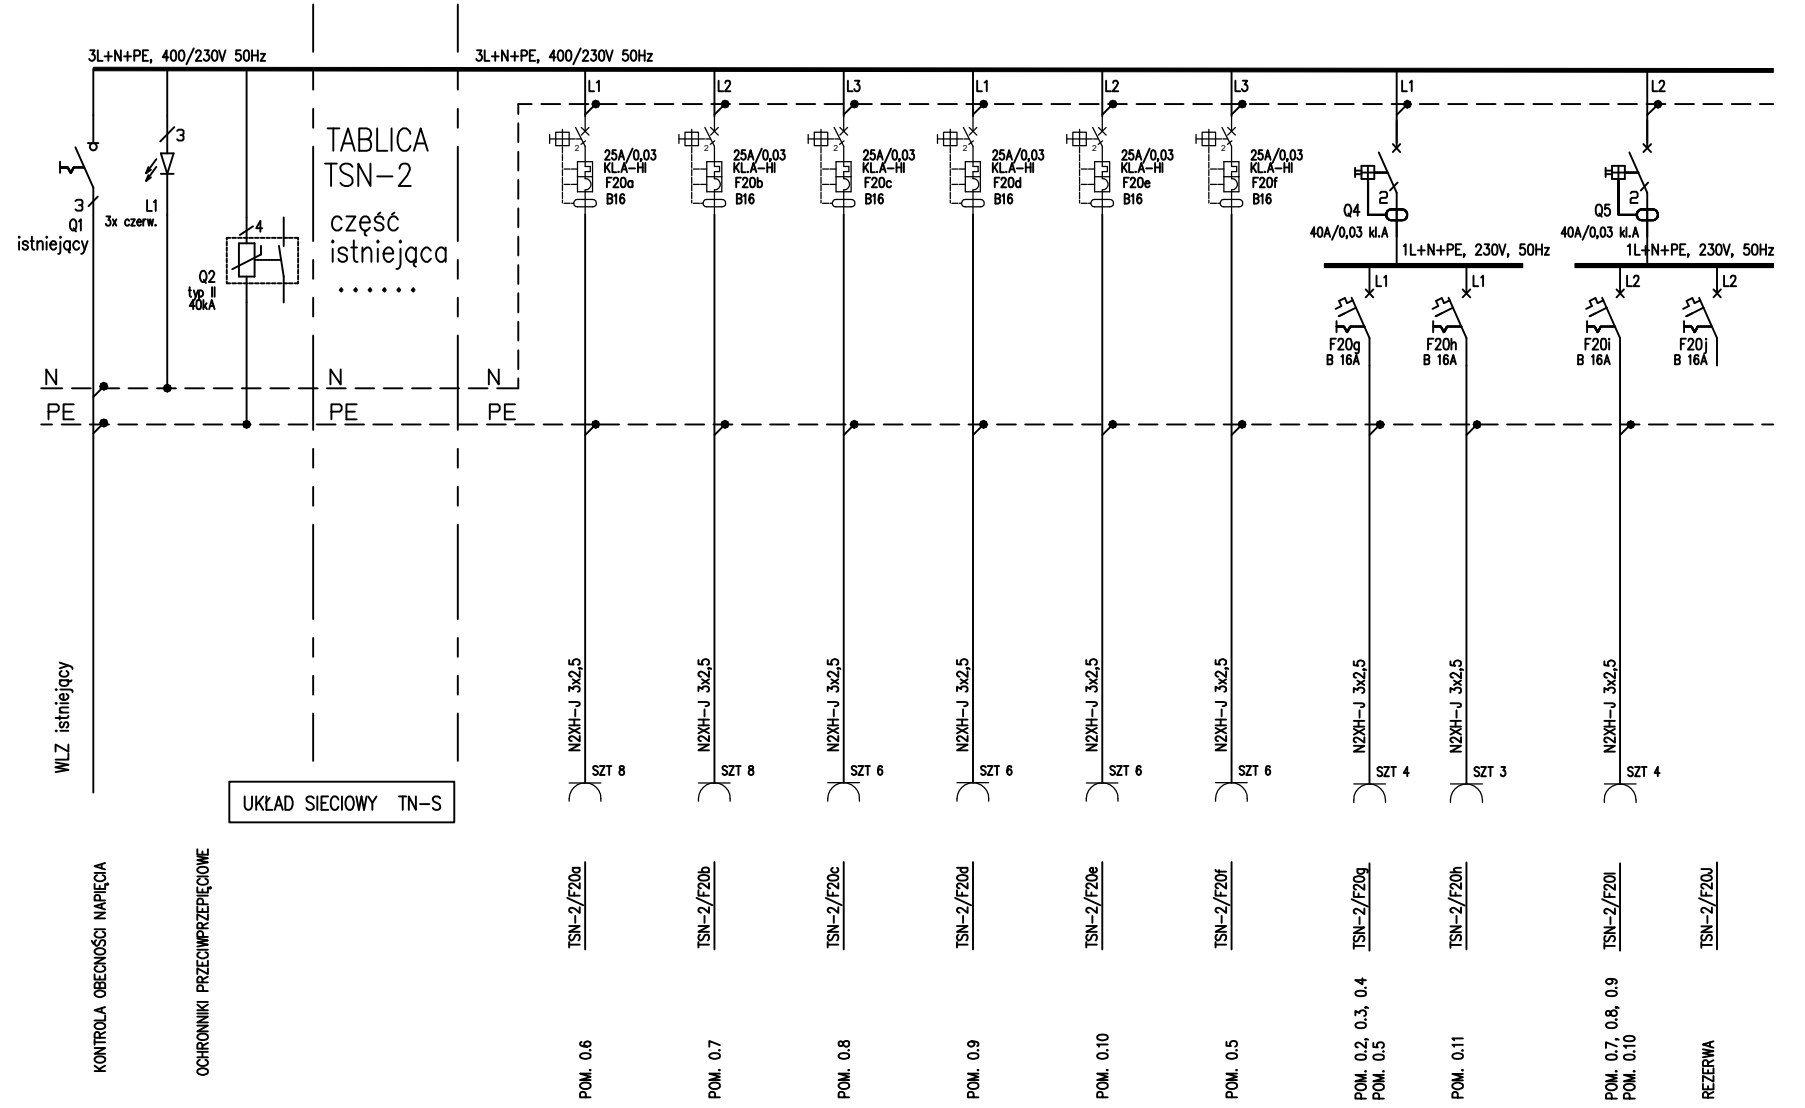 3L+N+PE, 400/230V 50Hz
3L+N+PE, 400/230V 50Hz
L1
L2
L3
L1
L2
L3
L1
L2
3
3
Q1
istniejący
L1
3x czerw.
4
Q2
typ II
40kA
TABLICA
TSN-2
część
istniejąca
......
2
25A/0,03
KL.A-HI
F20a
B16
2
25A/0,03
KL.A-HI
F20b
B16
2
25A/0,03
KL.A-HI
F20c
B16
2
25A/0,03
KL.A-HI
F20d
B16
2
25A/0,03
KL.A-HI
F20e
B16
2
25A/0,03
KL.A-HI
F20f
B16
2
Q4
40A/0,03 kl.A
1L+N+PE, 230V, 50Hz
L1
F20g
B 16A
L1
F20h
B 16A
2
Q5
40A/0,03 kl.A
1L+N+PE, 230V, 50Hz
L2
F20i
B 16A
L2
F20j
B 16A
N
N
N
PE
PE
PE
WLZ istniejący
N2XH-J 3x2,5
N2XH-J 3x2,5
N2XH-J 3x2,5
N2XH-J 3x2,5
N2XH-J 3x2,5
N2XH-J 3x2,5
N2XH-J 3x2,5
N2XH-J 3x2,5
N2XH-J 3x2,5
SZT 8
SZT 8
SZT 6
SZT 6
SZT 6
SZT 6
SZT 4
SZT 3
SZT 4
UKŁAD SIECIOWY TN-S
KONTROLA OBECNOŚCI NAPIĘCIA
OCHRONNIKI PRZECIWPRZEPIĘCIOWE
TSN-2/F20a
TSN-2/F20b
TSN-2/F20c
TSN-2/F20d
TSN-2/F20e
TSN-2/F20f
TSN-2/F20g
TSN-2/F20h
TSN-2/F20I
TSN-2/F20J
POM. 0.6
POM. 0.7
POM. 0.8
POM. 0.9
POM. 0.10
POM. 0.5
POM. 0.2, 0.3, 0.4
POM. 0.5
POM. 0.11
POM. 0.7, 0.8, 0.9
POM. 0.10
REZERWA